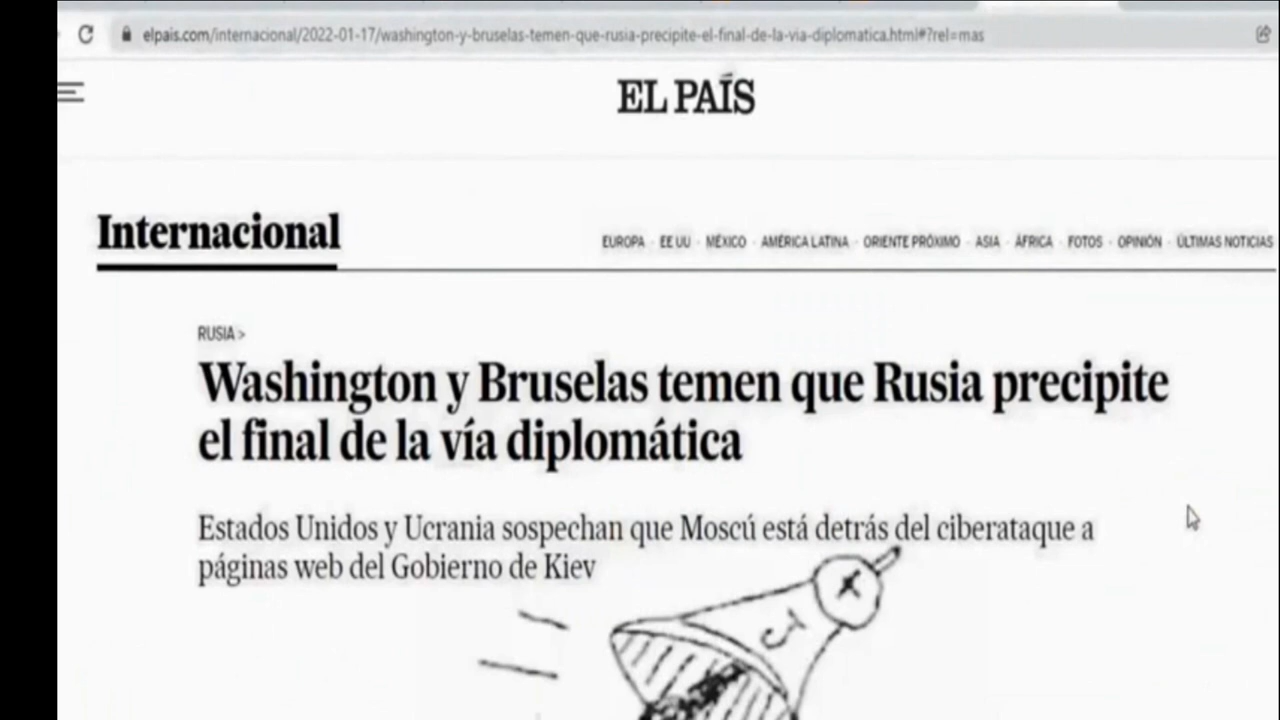 elpais.com/internacional/2022-01-17/washington-y-bruselas-temen-que-rusia-precipite-el-final-de-la-via-diplomatica.html#?rel=mas
EL PAÍS
Internacional
EUROPA · EE UU · MÉXICO · AMÉRICA LATINA · ORIENTE PRÓXIMO · ASIA · ÁFRICA · FOTOS · OPINIÓN · ÚLTIMAS NOTICIAS
RUSIA >
Washington y Bruselas temen que Rusia precipite
el final de la vía diplomática
Estados Unidos y Ucrania sospechan que Moscú está detrás del ciberataque a
páginas web del Gobierno de Kiev